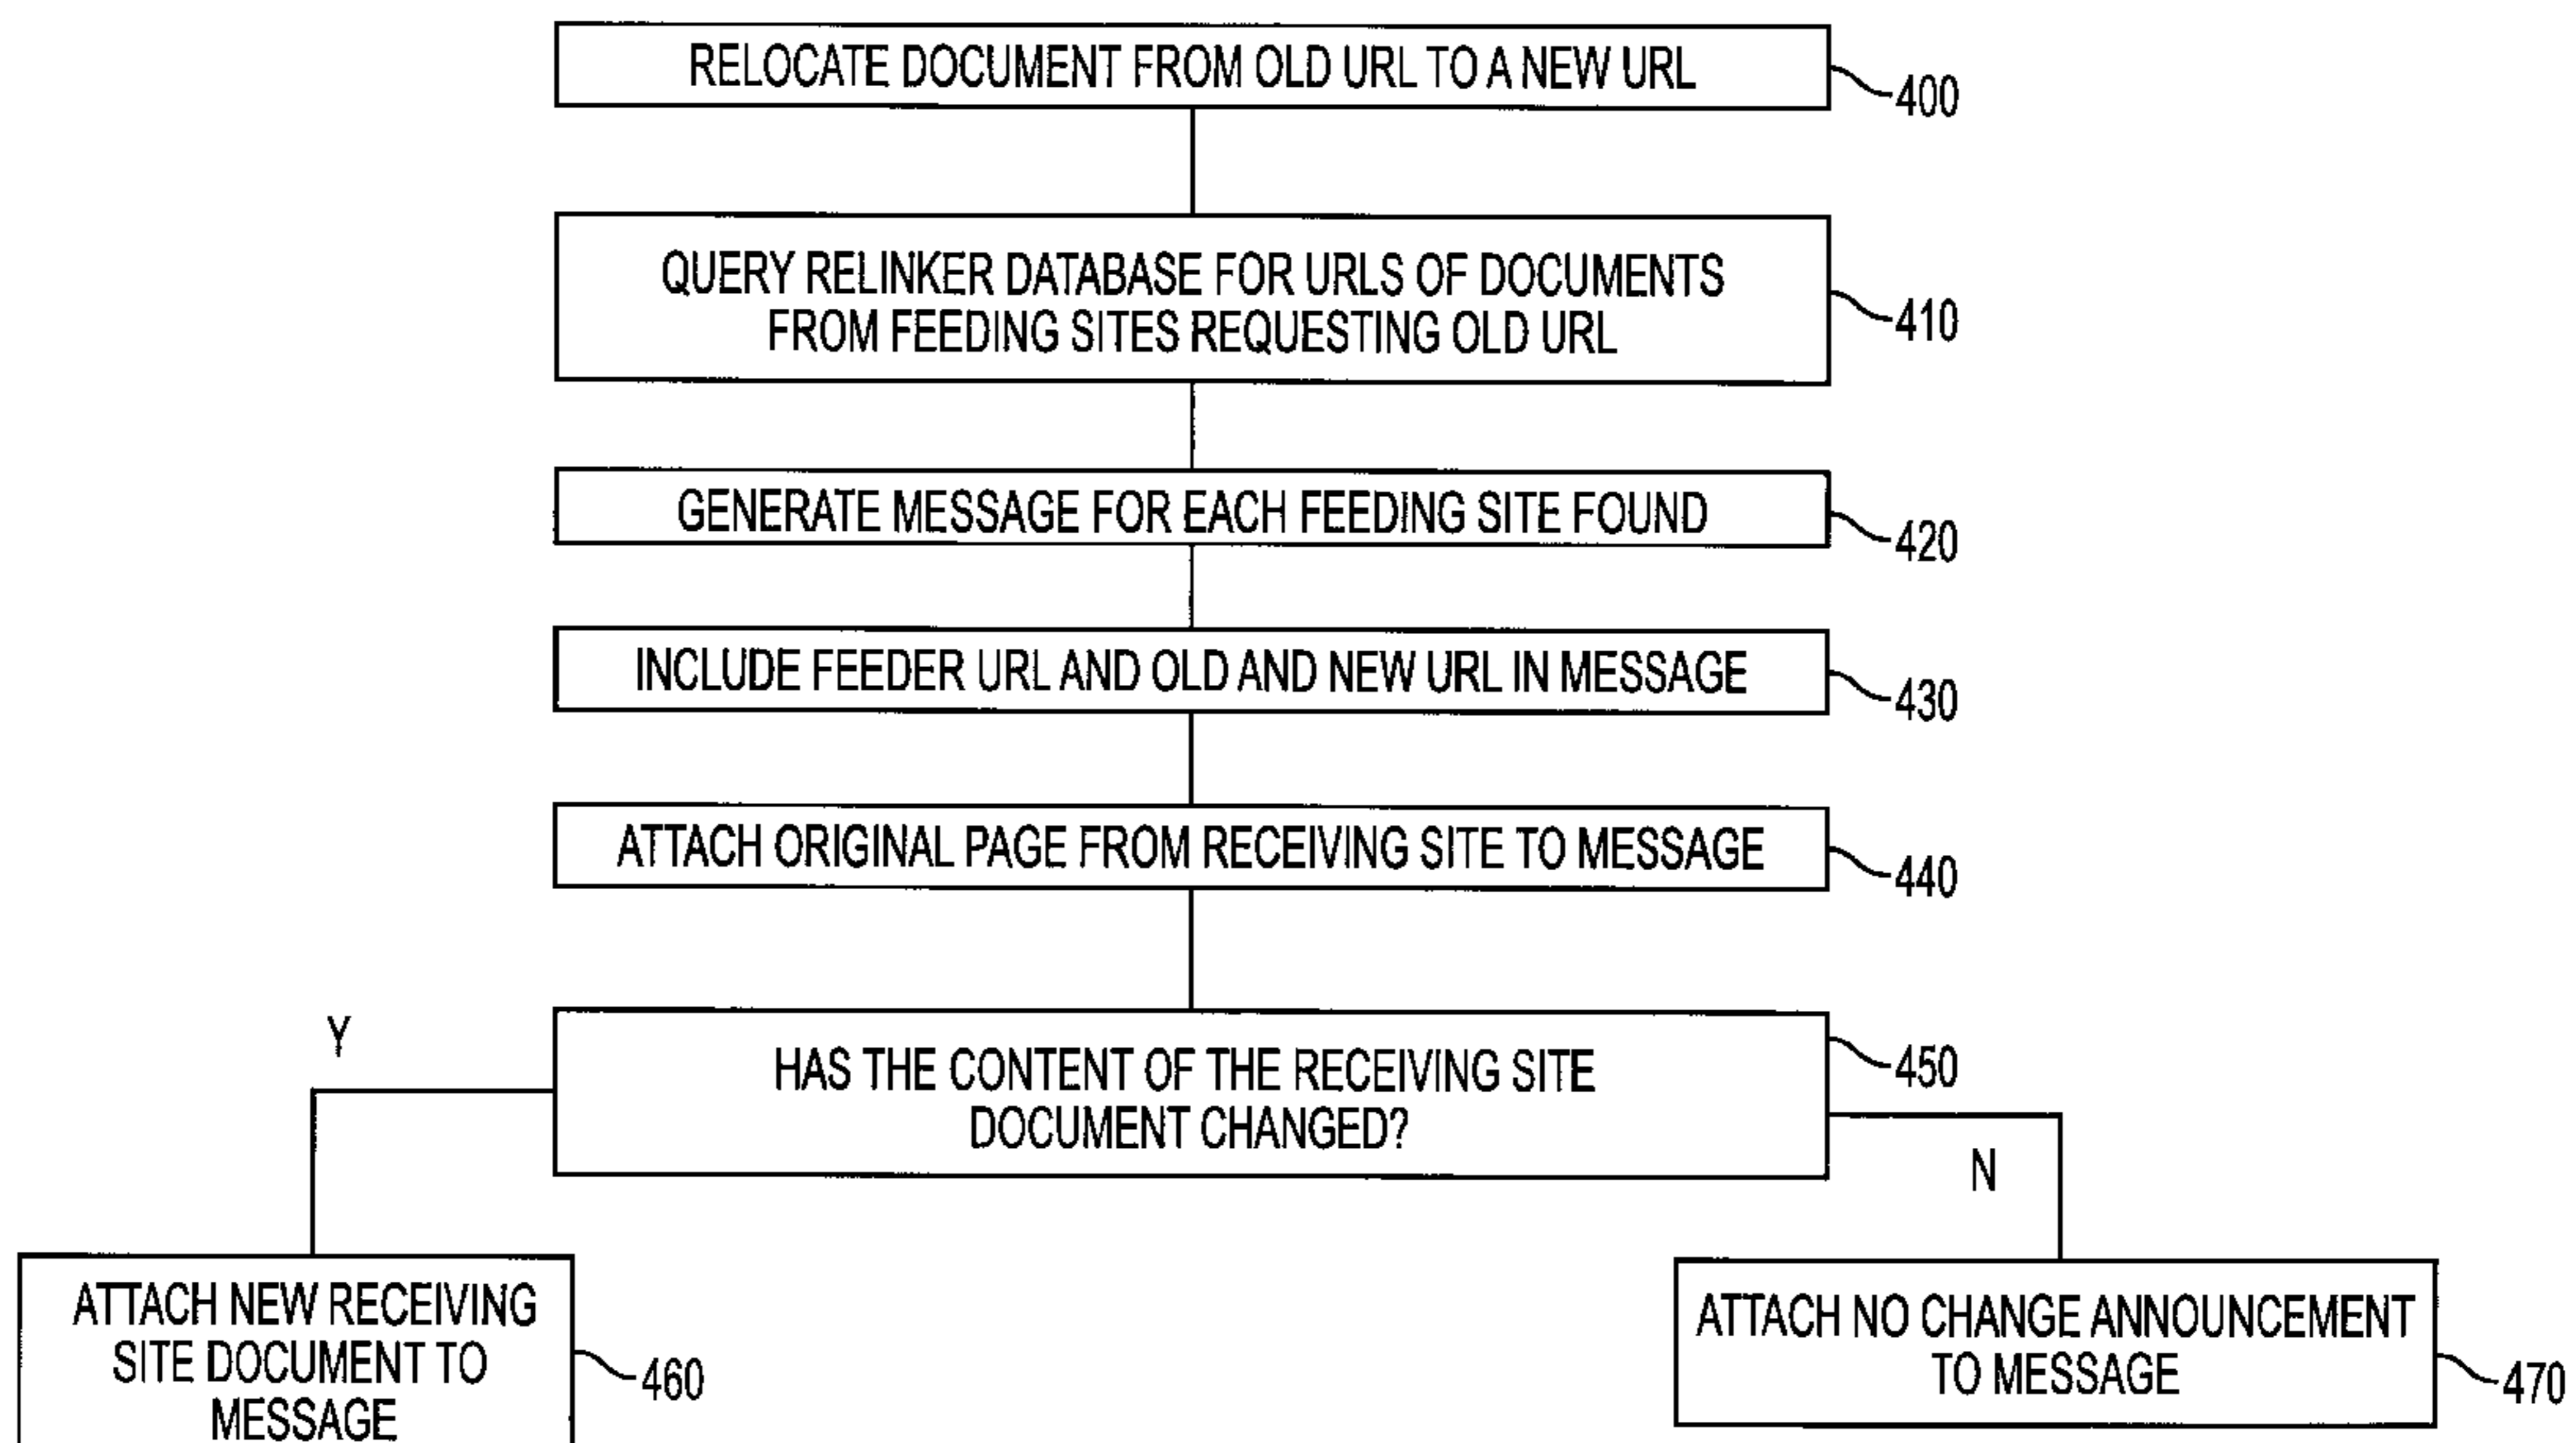 RELOCATE DOCUMENT FROM OLD URL TO A NEW URL
400
QUERY RELINKER DATABASE FOR URLS OF DOCUMENTS
FROM FEEDING SITES REQUESTING OLD URL
410
GENERATE MESSAGE FOR EACH FEEDING SITE FOUND
420
INCLUDE FEEDER URL AND OLD AND NEW URL IN MESSAGE
430
ATTACH ORIGINAL PAGE FROM RECEIVING SITE TO MESSAGE
440
HAS THE CONTENT OF THE RECEIVING SITE
DOCUMENT CHANGED?
450
Y
N
ATTACH NEW RECEIVING
SITE DOCUMENT TO
MESSAGE
460
ATTACH NO CHANGE ANNOUNCEMENT
TO MESSAGE
470